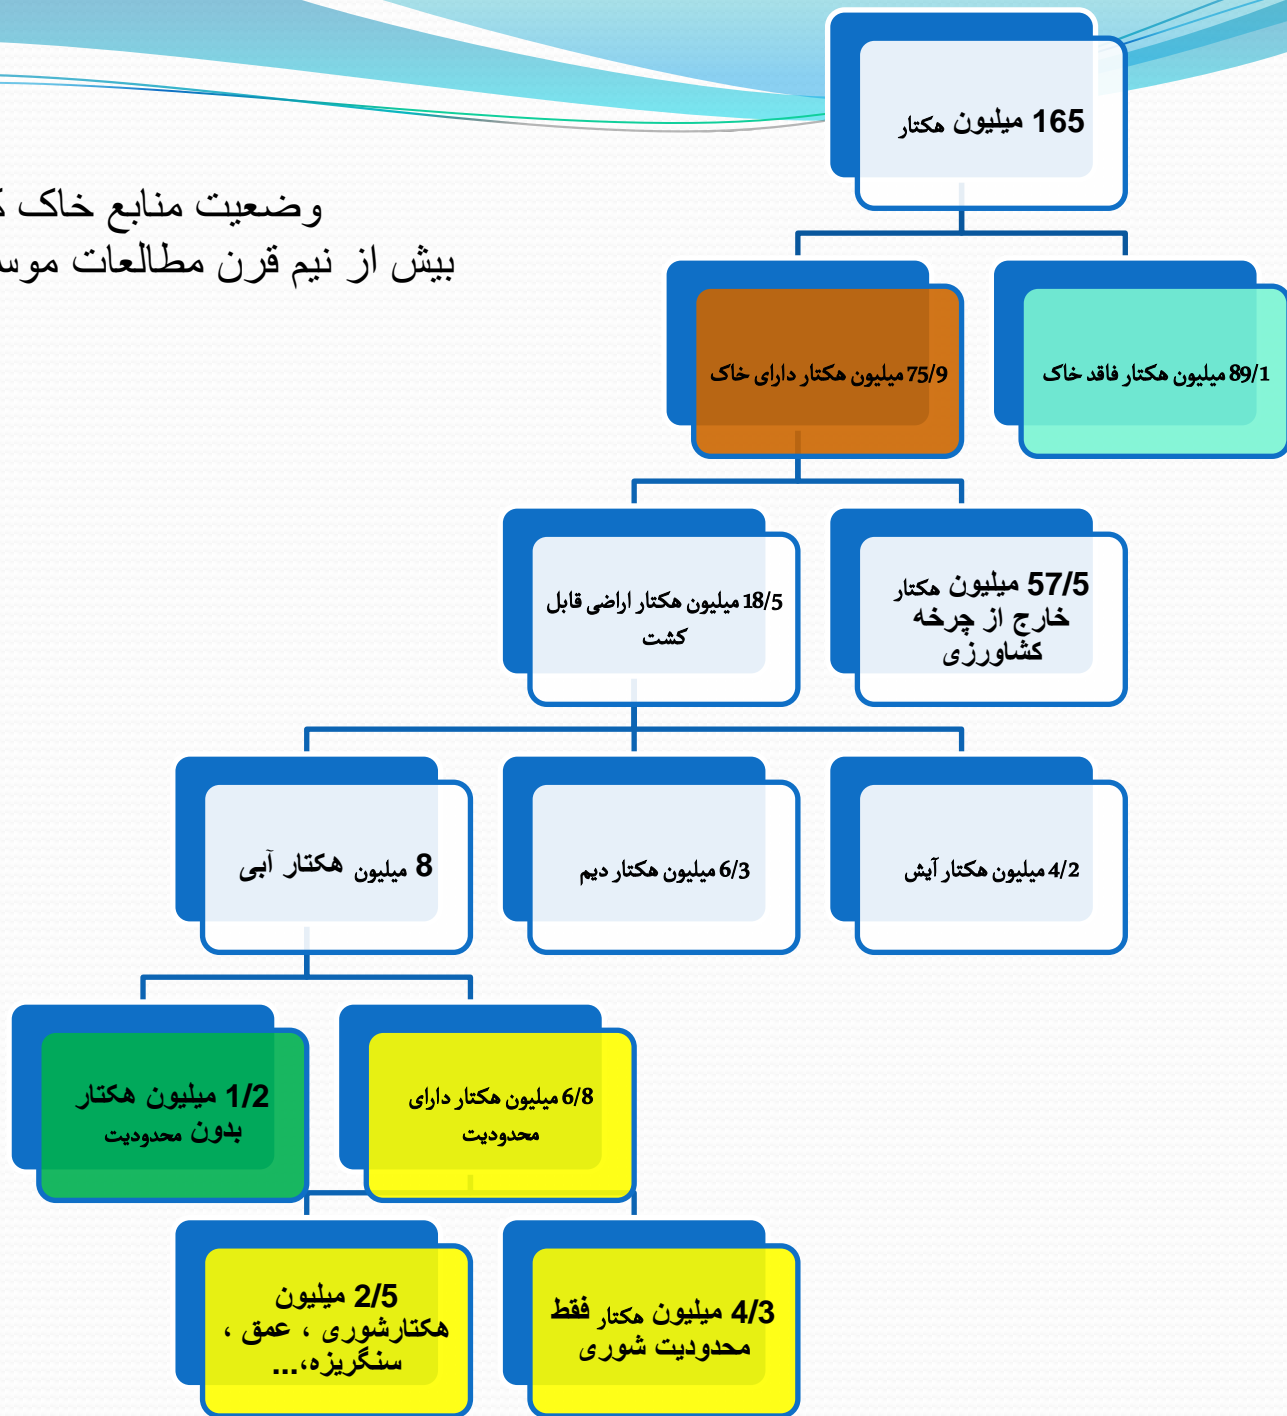 وضعیت منابع خاک
بیش از نیم قرن مطالعات
165 میلیون هکتار
89/1 میلیون هکتار فاقد خاک
75/9 میلیون هکتار دارای خاک
57/5 میلیون هکتار
خارج از چرخه
کشاورزی
18/5 میلیون هکتار اراضی قابل
کشت
4/2 میلیون هکتار آیش
6/3 میلیون هکتار دیم
8 میلیون هکتار آبی
6/8 میلیون هکتار دارای
محدودیت
1/2 میلیون هکتار
بدون محدودیت
4/3 میلیون هکتار فقط
محدودیت شوری
2/5 میلیون
هکتارشوری ، عمق ،
سنگریزه،...